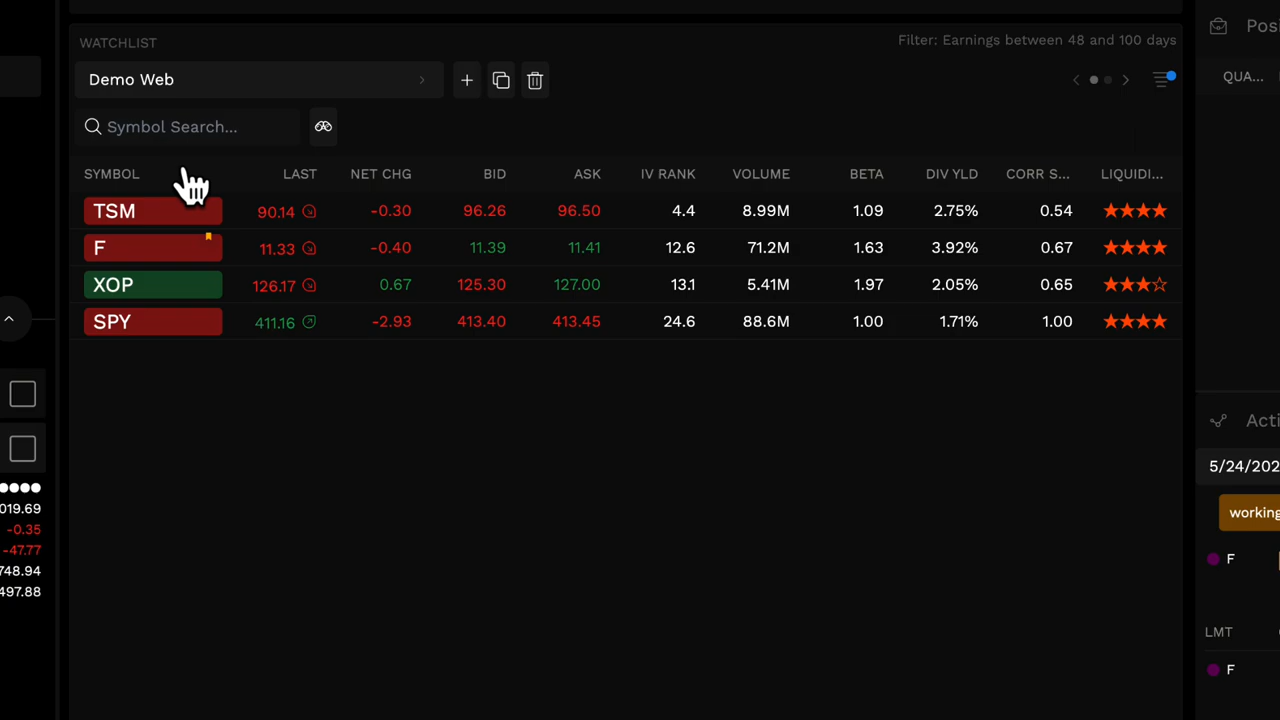 WATCHLIST
Filter: Earnings between 48 and 100 days
Demo Web
Symbol Search...
SYMBOL LAST NET CHG BID ASK IV RANK VOLUME BETA DIV YLD CORR S... LIQUIDI...
TSM 90.14 -0.30 96.26 96.50 4.4 8.99M 1.09 2.75% 0.54
F 11.33 -0.40 11.39 11.41 12.6 71.2M 1.63 3.92% 0.67
XOP 126.17 0.67 125.30 127.00 13.1 5.41M 1.97 2.05% 0.65
SPY 411.16 -2.93 413.40 413.45 24.6 88.6M 1.00 1.71% 1.00
019.69
-0.35
-47.77
748.94
497.88
Posi
QUA...
Acti
5/24/202
working
F
LMT
F